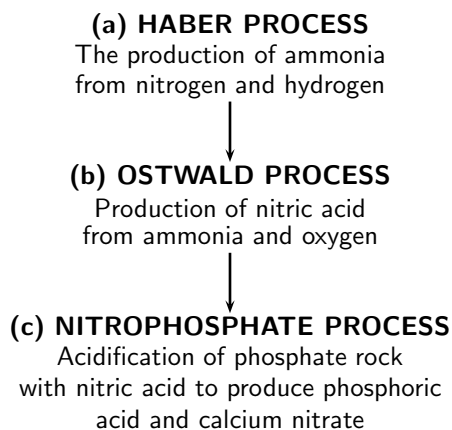 (a) HABER PROCESS
The production of ammonia
from nitrogen and hydrogen
(b) OSTWALD PROCESS
Production of nitric acid
from ammonia and oxygen
(c) NITROPHOSPHATE PROCESS
Acidification of phosphate rock
with nitric acid to produce phosphoric
acid and calcium nitrate